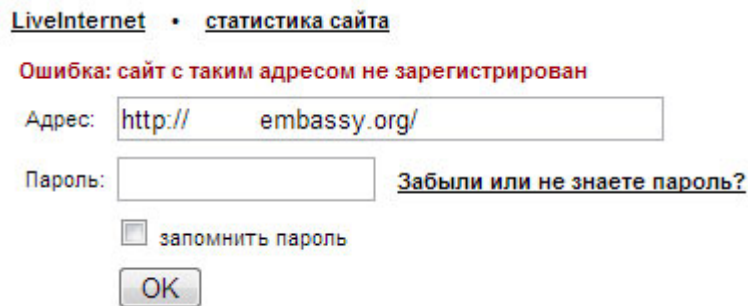 LiveInternet • статистика сайта
Ошибка: сайт с таким адресом не зарегистрирован
Адрес: http:// embassy.org/
Пароль: Забыли или не знаете пароль?
запомнить пароль
OK